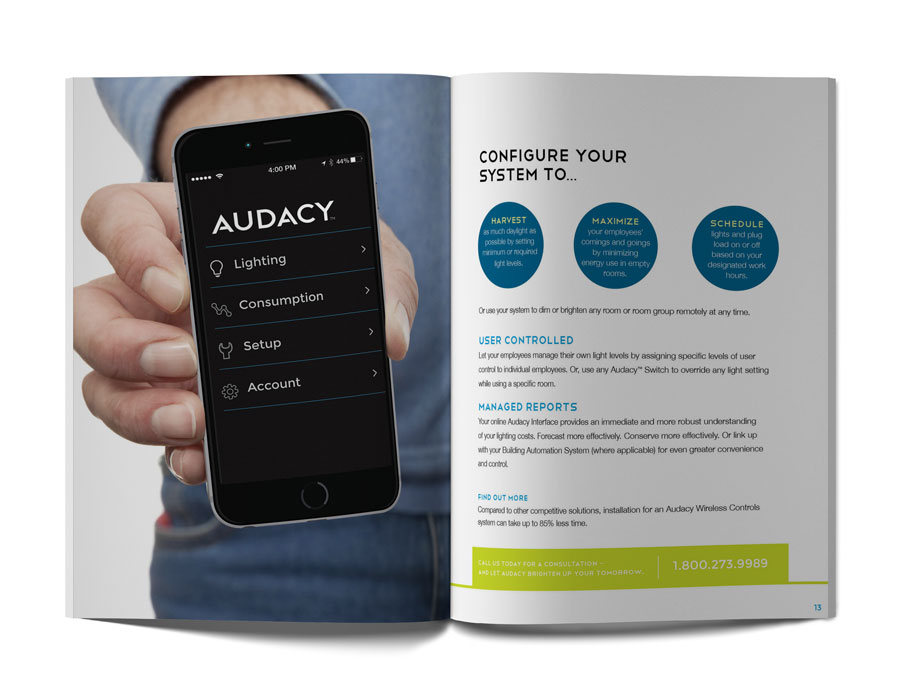 4:00 PM
44%
AUDACY™
Lighting
Consumption
Setup
Account
CONFIGURE YOUR
SYSTEM TO...
HARVEST
as much daylight as
possible by setting
minimum or required
light levels.
MAXIMIZE
your employees'
comings and goings
by minimizing
energy use in empty
rooms.
SCHEDULE
lights and plug
load on or off
based on your
designated work
hours.
Or use your system to dim or brighten any room or room group remotely at any time.
USER CONTROLLED
Let your employees manage their own light levels by assigning specific levels of user
control to individual employees. Or, use any Audacy™ Switch to override any light setting
while using a specific room.
MANAGED REPORTS
Your online Audacy Interface provides an immediate and more robust understanding
of your lighting costs. Forecast more effectively. Conserve more effectively. Or link up
with your Building Automation System (where applicable) for even greater convenience
and control.
FIND OUT MORE
Compared to other competitive solutions, installation for an Audacy Wireless Controls
system can take up to 85% less time.
CALL US TODAY FOR A CONSULTATION –
AND LET AUDACY BRIGHTEN UP YOUR TOMORROW.
1.800.273.9989
13